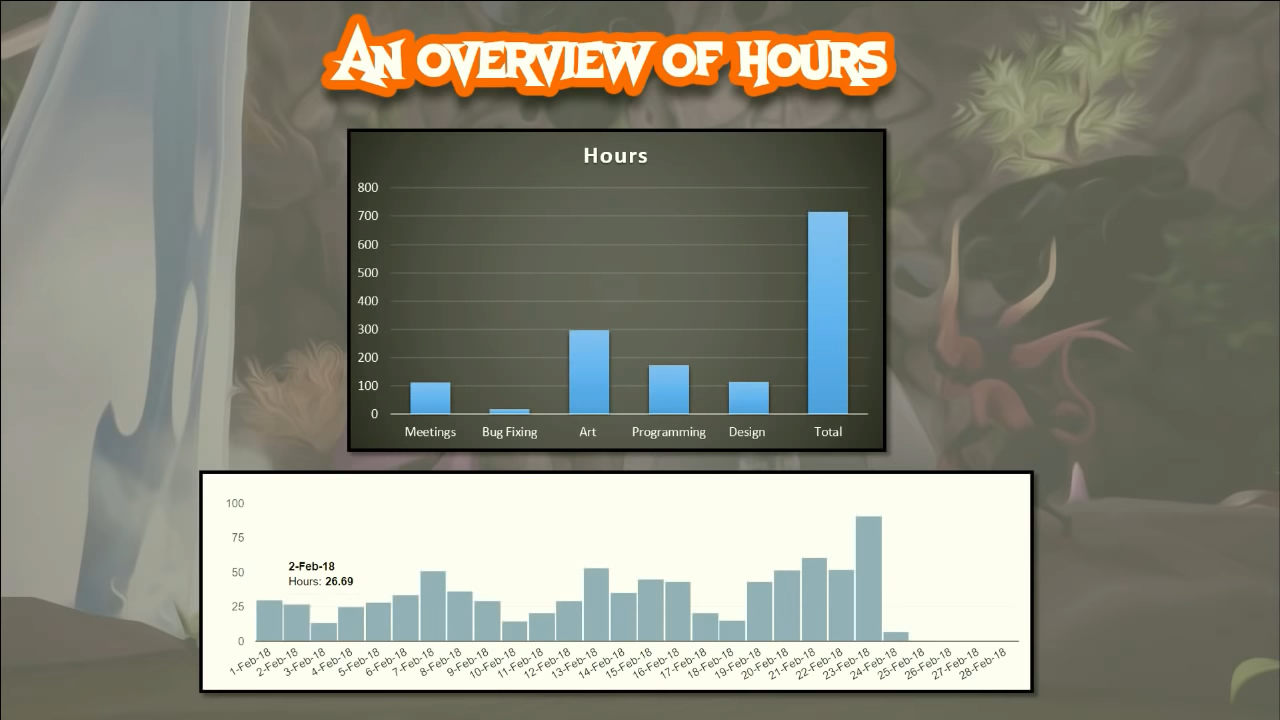 An overview of hours
Hours
800
700
600
500
400
300
200
100
0
Meetings Bug Fixing Art Programming Design Total
100
75
50
25
0
2-Feb-18
Hours: 26.69
1-Feb-18 2-Feb-18 3-Feb-18 4-Feb-18 5-Feb-18 6-Feb-18 7-Feb-18 8-Feb-18 9-Feb-18 10-Feb-18 11-Feb-18 12-Feb-18 13-Feb-18 14-Feb-18 15-Feb-18 16-Feb-18 17-Feb-18 18-Feb-18 19-Feb-18 20-Feb-18 21-Feb-18 22-Feb-18 23-Feb-18 24-Feb-18 25-Feb-18 26-Feb-18 27-Feb-18 28-Feb-18